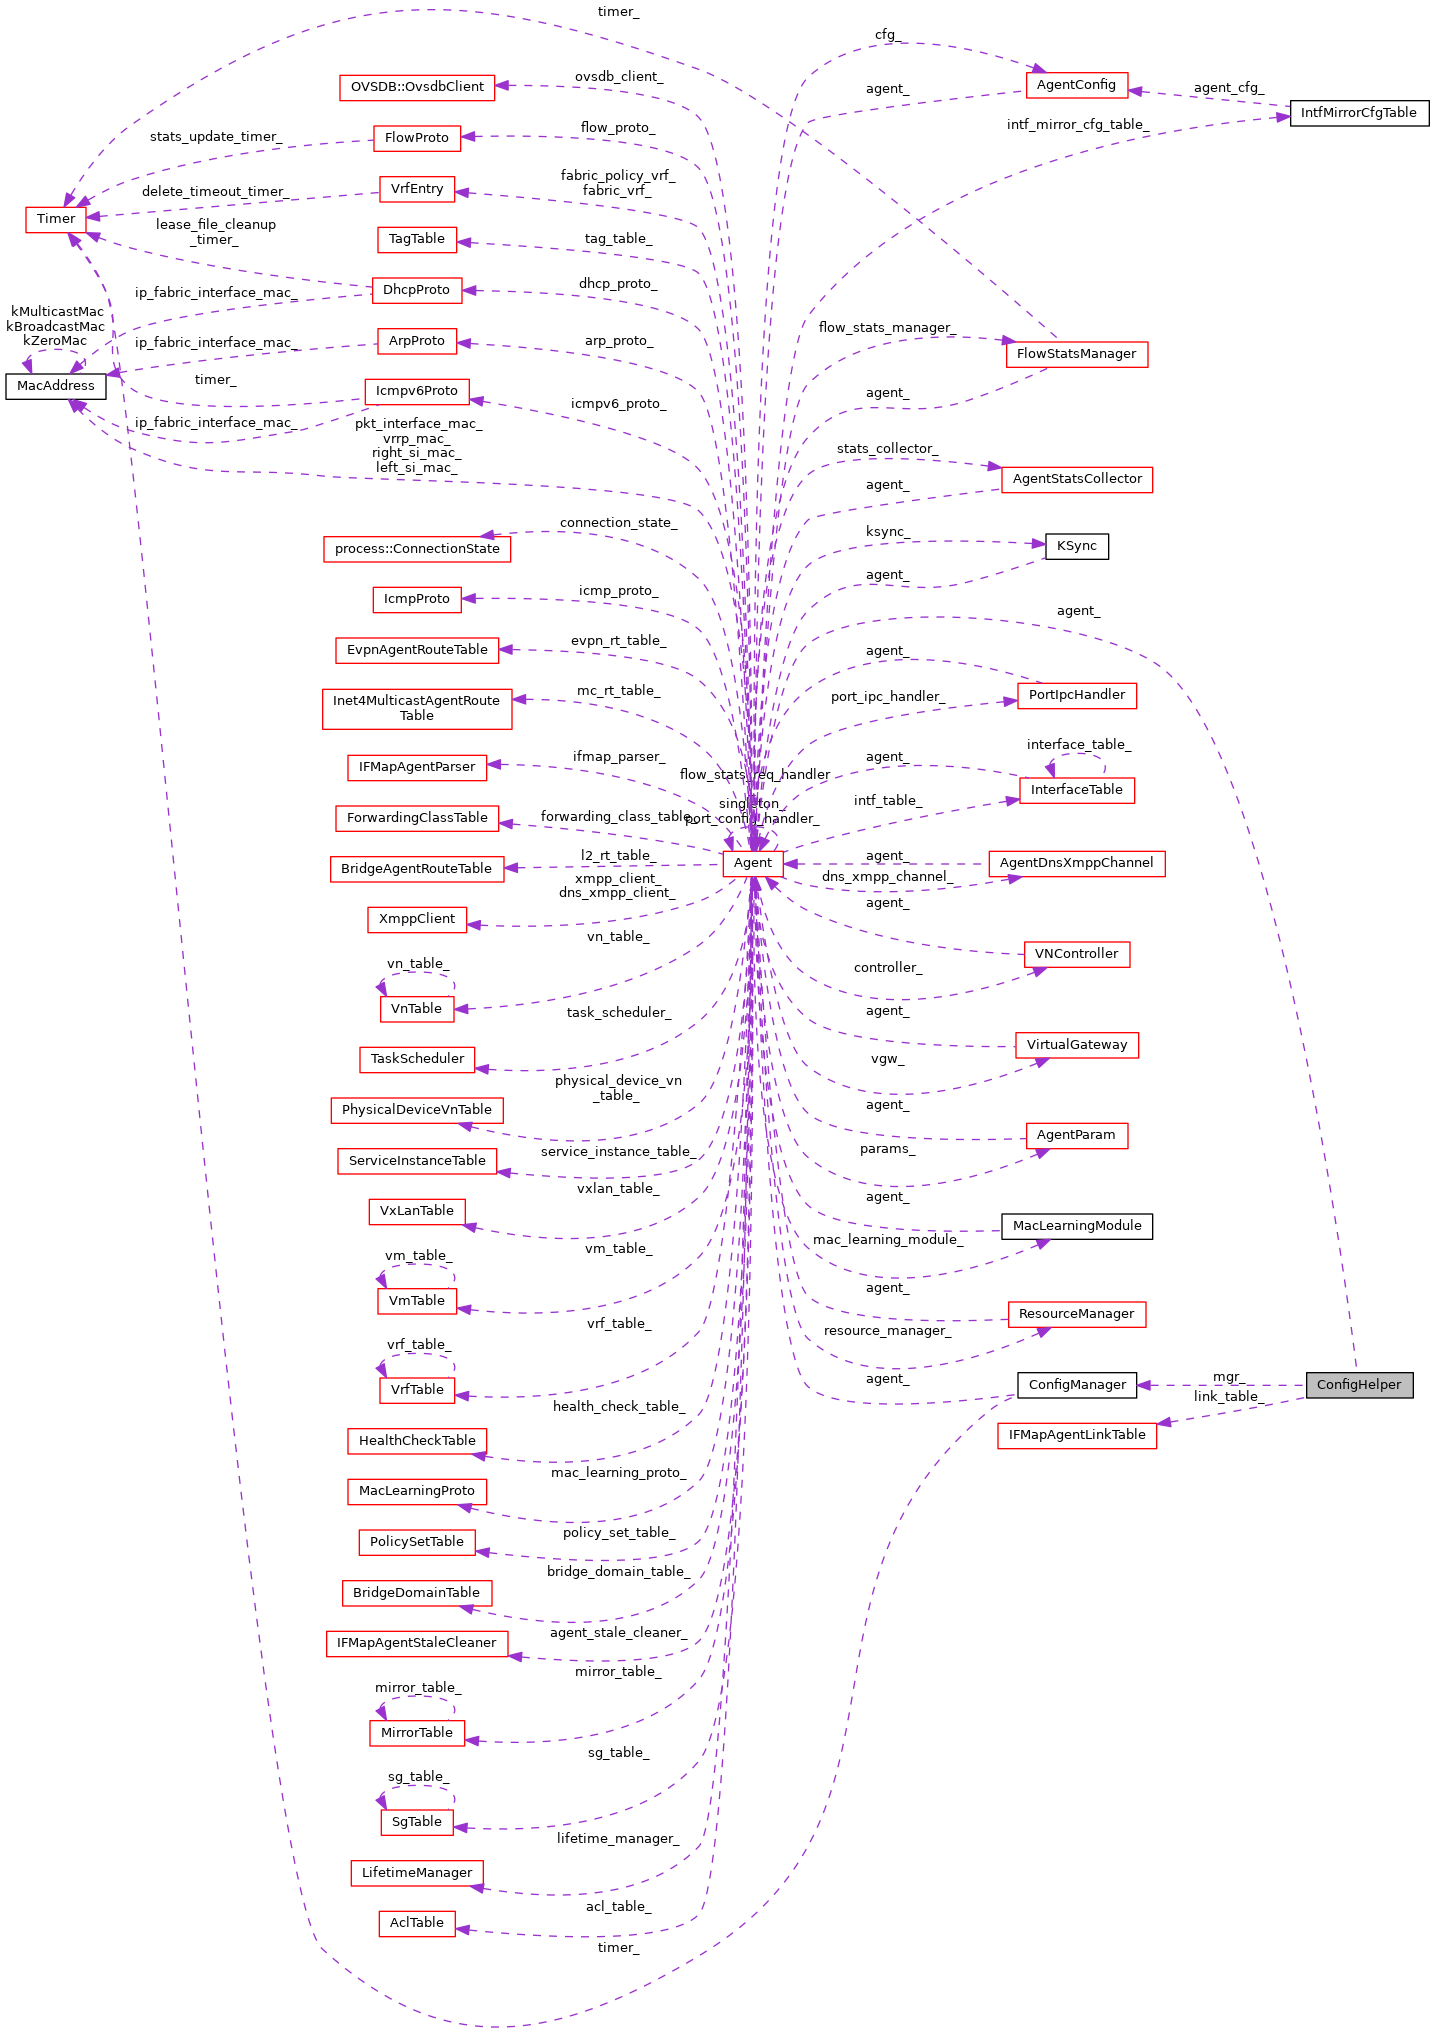 timer_
cfg_
ovsdb_client_
OVSDB::OvsdbClient
agent_
AgentConfig
agent_cfg_
IntfMirrorCfgTable
intf_mirror_cfg_table_
flow_proto_
stats_update_timer_
FlowProto
fabric_policy_vrf_
fabric_vrf_
delete_timeout_timer_
VrfEntry
Timer
lease_file_cleanup
_timer_
TagTable
tag_table_
dhcp_proto_
DhcpProto
ip_fabric_interface_mac_
kMulticastMac
kBroadcastMac
kZeroMac
flow_stats_manager_
ip_fabric_interface_mac_
ArpProto
arp_proto_
FlowStatsManager
MacAddress
timer_
Icmpv6Proto
agent_
icmpv6_proto_
ip_fabric_interface_mac_
pkt_interface_mac_
vrrp_mac_
right_si_mac_
left_si_mac_
stats_collector_
AgentStatsCollector
agent_
connection_state_
process::ConnectionState
ksync_
KSync
agent_
icmp_proto_
IcmpProto
agent_
evpn_rt_table_
EvpnAgentRouteTable
agent_
mc_rt_table_
Inet4MulticastAgentRoute
Table
port_ipc_handler_
PortIpcHandler
interface_table_
ifmap_parser_
IFMapAgentParser
agent_
flow_stats_req_handler
InterfaceTable
singleton_
port_config_handler_
intf_table_
forwarding_class_table_
ForwardingClassTable
l2_rt_table_
BridgeAgentRouteTable
Agent
agent_
AgentDnsXmppChannel
dns_xmpp_channel_
xmpp_client_
dns_xmpp_client_
XmppClient
agent_
vn_table_
VNController
vn_table_
controller_
VnTable
task_scheduler_
agent_
TaskScheduler
VirtualGateway
vgw_
physical_device_vn
_table_
PhysicalDeviceVnTable
agent_
AgentParam
service_instance_table_
ServiceInstanceTable
params_
vxlan_table_
VxLanTable
agent_
MacLearningModule
mac_learning_module_
vm_table_
vm_table_
VmTable
agent_
ResourceManager
vrf_table_
resource_manager_
vrf_table_
VrfTable
agent_
ConfigManager
mgr_
ConfigHelper
link_table_
health_check_table_
HealthCheckTable
IFMapAgentLinkTable
mac_learning_proto_
MacLearningProto
policy_set_table_
PolicySetTable
bridge_domain_table_
BridgeDomainTable
agent_stale_cleaner_
IFMapAgentStaleCleaner
mirror_table_
mirror_table_
MirrorTable
sg_table_
sg_table_
SgTable
lifetime_manager_
LifetimeManager
acl_table_
AclTable
timer_